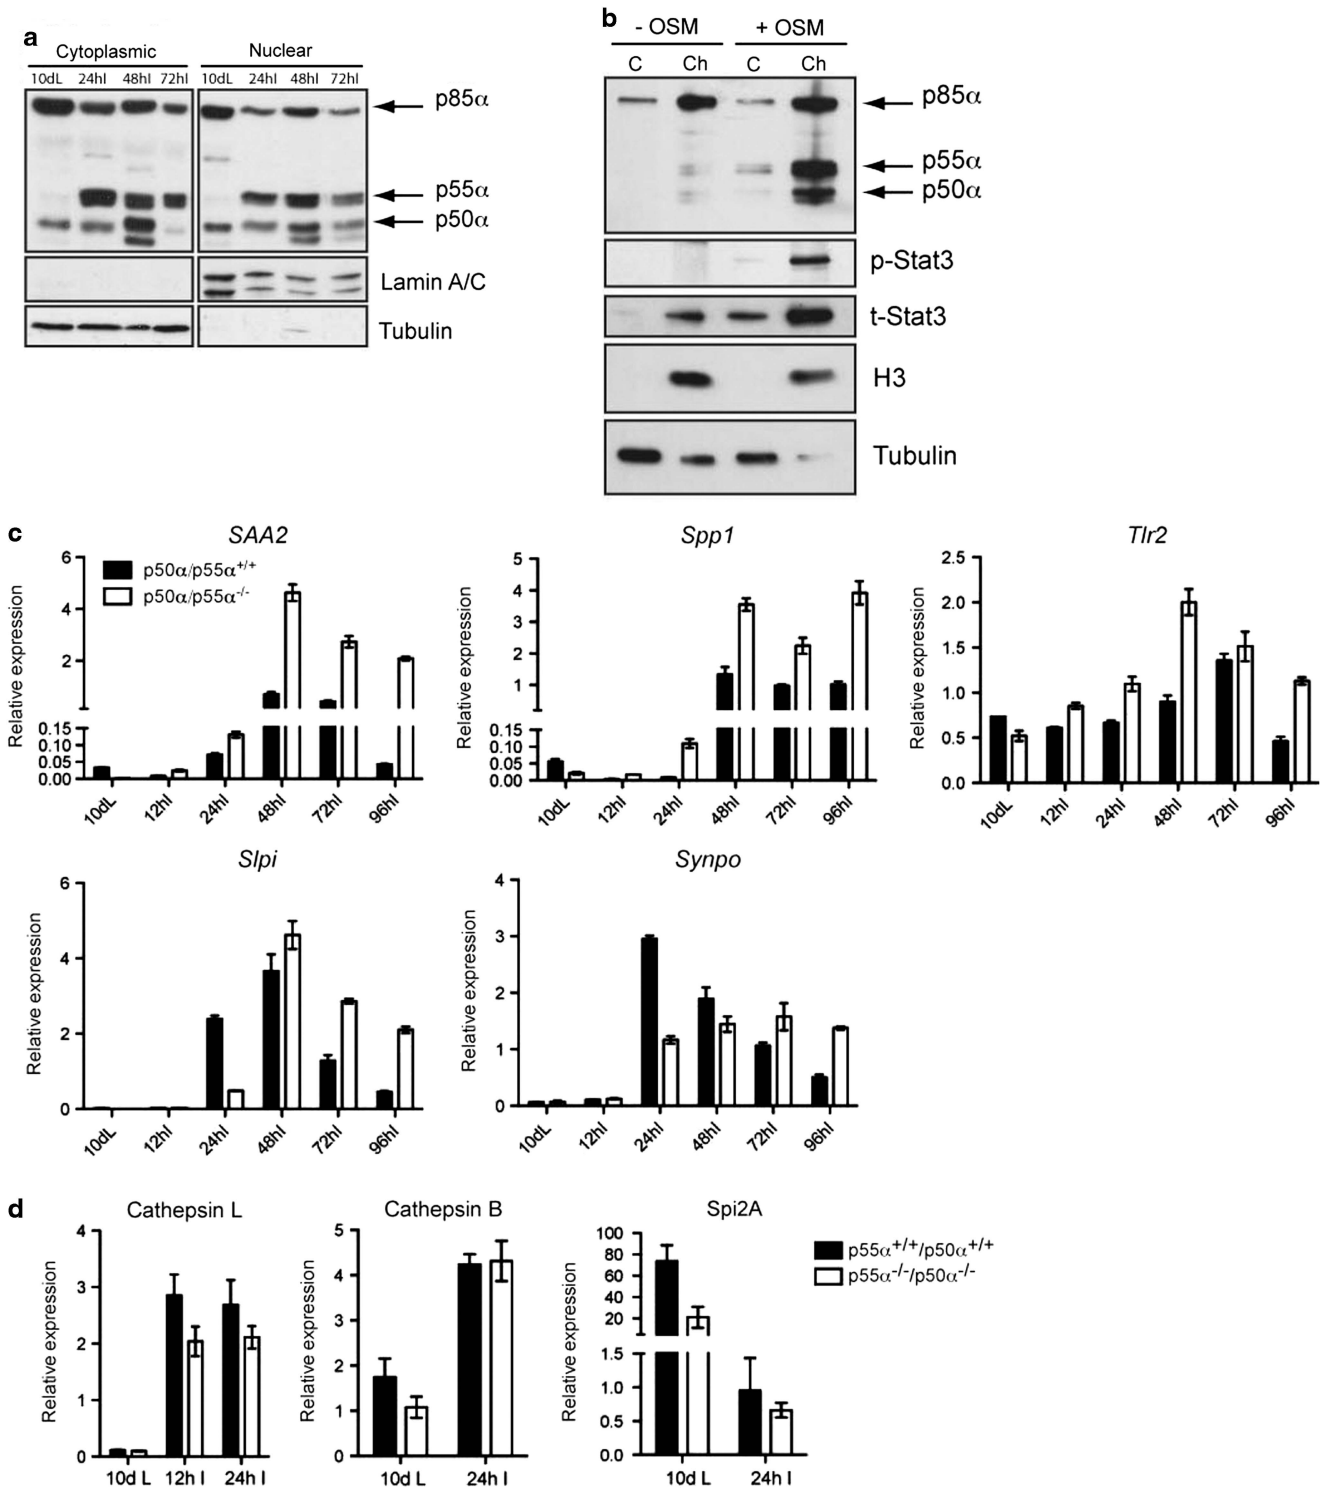 a
Cytoplasmic Nuclear
10dL 24hI 48hI 72hI 10dL 24hI 48hI 72hI
p85α
p55α
p50α
Lamin A/C
Tubulin
b
- OSM + OSM
C Ch C Ch
p85α
p55α
p50α
p-Stat3
t-Stat3
H3
Tubulin
c
SAA2
Relative expression
6
4
2
0.15
0.10
0.05
0.00
p50α/p55α+/+
p50α/p55α-/-
10dL 12hI 24hI 48hI 72hI 96hI
Spp1
Relative expression
5
4
3
2
1
0.15
0.10
0.05
0.00
10dL 12hI 24hI 48hI 72hI 96hI
Tlr2
Relative expression
2.5
2.0
1.5
1.0
0.5
0.0
10dL 12hI 24hI 48hI 72hI 96hI
Slpi
Relative expression
6
4
2
0
10dL 12hI 24hI 48hI 72hI 96hI
Synpo
Relative expression
4
3
2
1
0
10dL 12hI 24hI 48hI 72hI 96hI
d
Cathepsin L
Relative expression
4
3
2
1
0
10d L 12h I 24h I
Cathepsin B
Relative expression
5
4
3
2
1
0
10d L 24h I
Spi2A
Relative expression
100
80
60
40
20
1.5
1.0
0.5
0.0
10d L 24h I
p55α+/+/p50α+/+
p55α-/-/p50α-/-